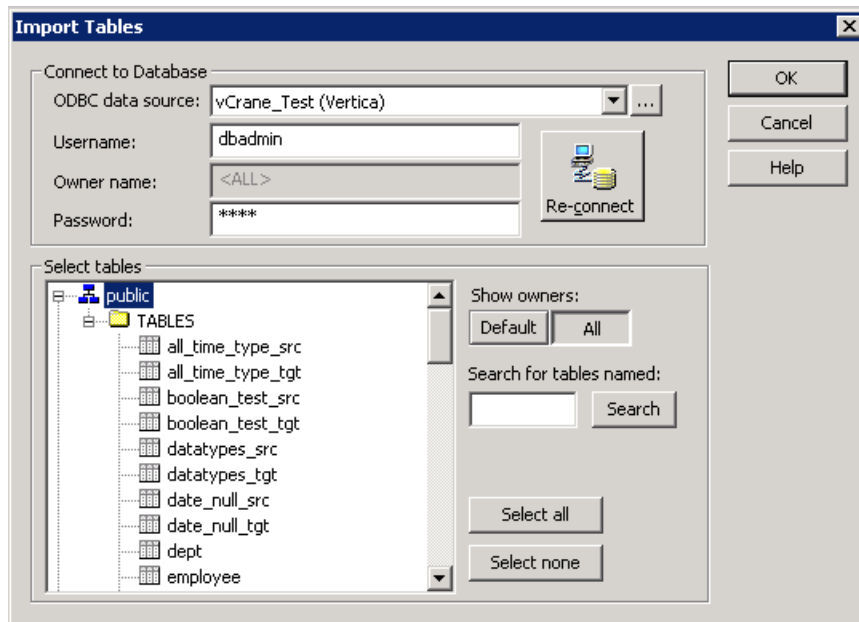 Import Tables
Connect to Database
ODBC data source: vCrane_Test (Vertica) ...
Username: dbadmin
Owner name: <ALL>
Password: ****
Re-connect
OK
Cancel
Help
Select tables
public
TABLES
all_time_type_src
all_time_type_tgt
boolean_test_src
boolean_test_tgt
datatypes_src
datatypes_tgt
date_null_src
date_null_tgt
dept
employee
Show owners:
Default All
Search for tables named:
Search
Select all
Select none